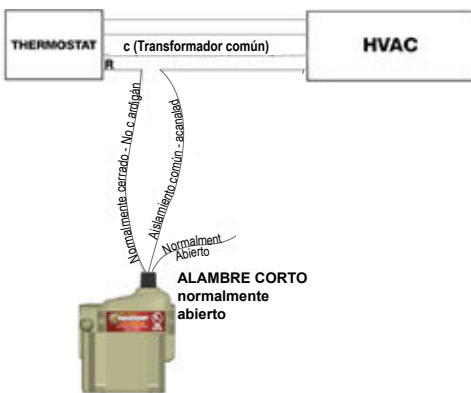 THERMOSTAT
c (Transformador común)
HVAC
R
Normalmente cerrado - No c ardigán
Aislamiento común - acanalad
Normalment
Abierto
ALAMBRE CORTO
normalmente
abierto